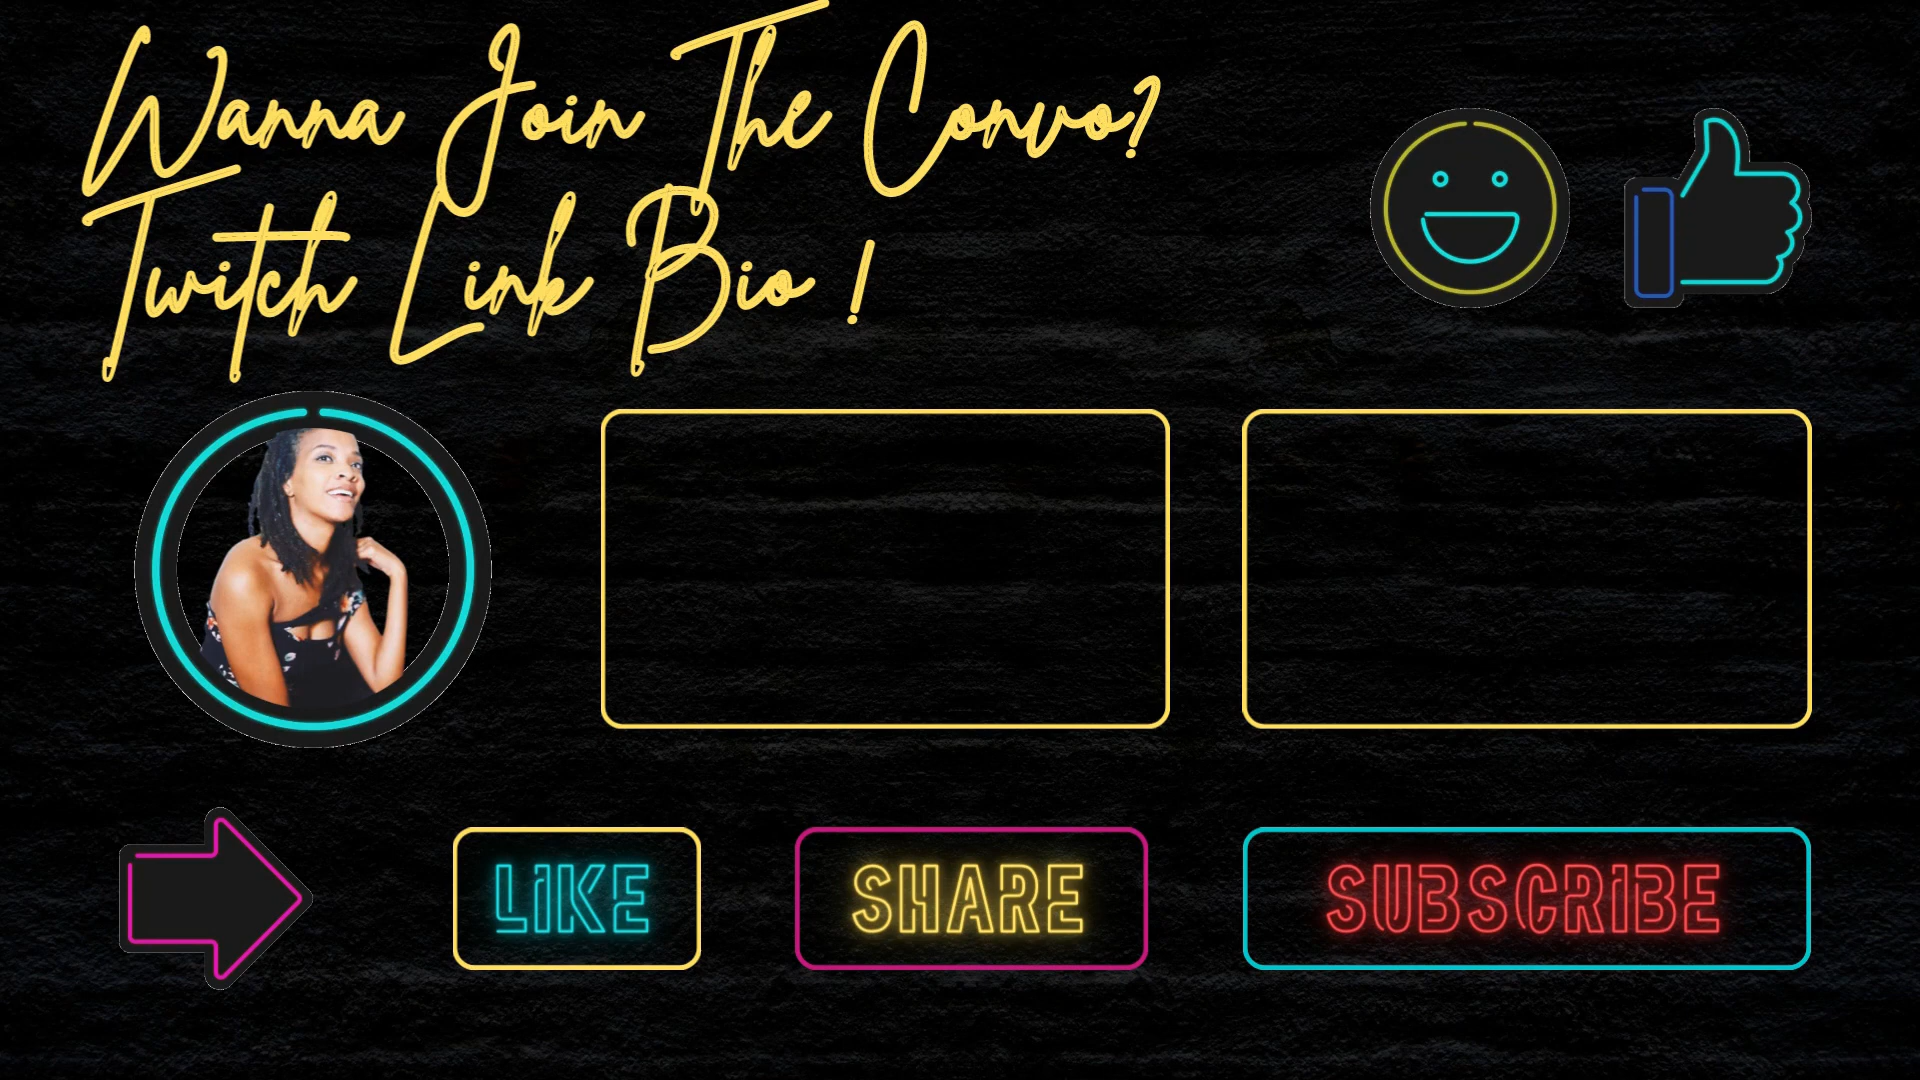 Wanna Join The Convo?
Twitch Link Bio !
LIKE
SHARE
SUBSCRIBE